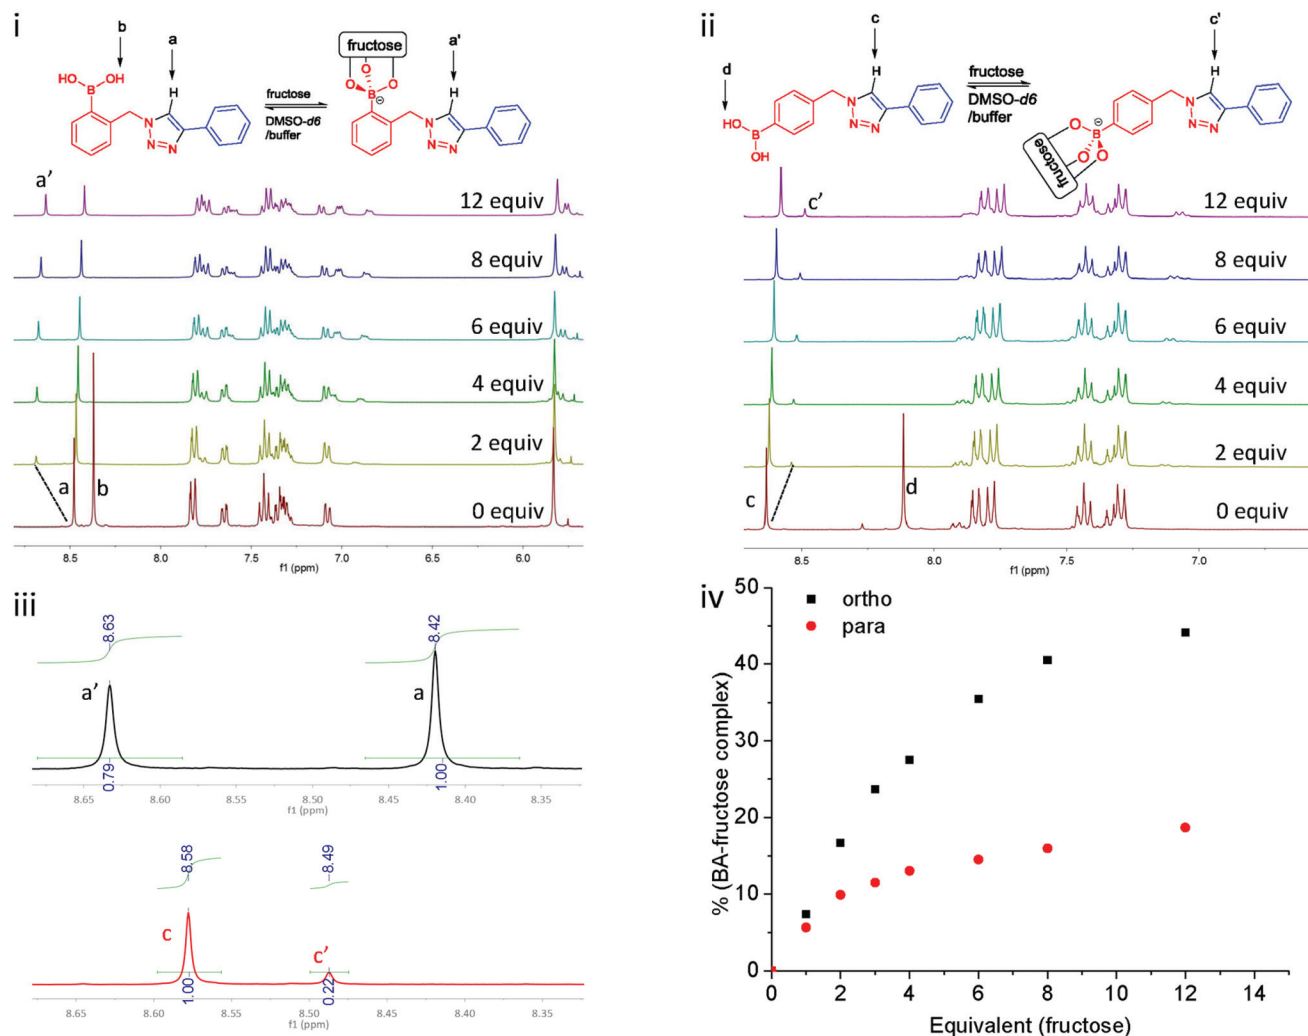 i
b
a
a'
HO
OH
B
H
N
N
N
fructose
DMSO-d6
/buffer
fructose
O
O
O
B
⊖
H
N
N
N
a’
12 equiv
8 equiv
6 equiv
4 equiv
2 equiv
a
b
0 equiv
8.5 8.0 7.5 7.0 6.5 6.0
f1 (ppm)
ii
c
c'
d
HO
B
OH
H
N
N
N
fructose
DMSO-d6
/buffer
fructose
O
O
O
B
⊖
H
N
N
N
c’
12 equiv
8 equiv
6 equiv
4 equiv
2 equiv
c
d
0 equiv
8.5 8.0 7.5 7.0
f1 (ppm)
iii
8.63
8.42
a’
a
0.79
1.00
8.65 8.60 8.55 8.50 8.45 8.40 8.35
f1 (ppm)
8.58
8.49
c
c’
1.00
0.22
8.65 8.60 8.55 8.50 8.45 8.40 8.35
f1 (ppm)
iv
ortho
para
% (BA-fructose complex)
50
40
30
20
10
0
0 2 4 6 8 10 12 14
Equivalent (fructose)